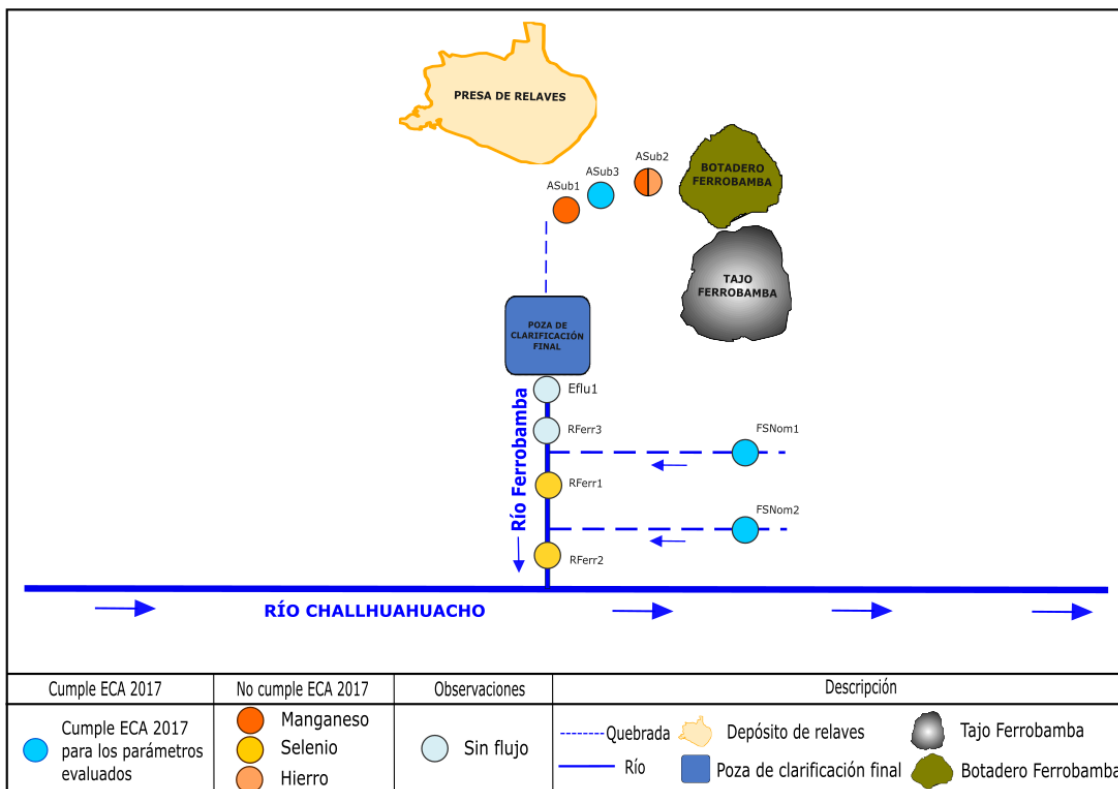 PRESA DE RELAVES
ASub2
ASub3
ASub1
BOTADERO
FERROBAMBA
TAJO
FERROBAMBA
POZA DE
CLARIFICACIÓN
FINAL
Eflu1
Río Ferrobamba
RFerr3
FSNom1
RFerr1
FSNom2
RFerr2
RÍO CHALLHUAHUACHO
Cumple ECA 2017
No cumple ECA 2017
Observaciones
Descripción
Cumple ECA 2017
para los parámetros
evaluados
Manganeso
Selenio
Hierro
Sin flujo
Quebrada
Río
Depósito de relaves
Poza de clarificación final
Tajo Ferrobamba
Botadero Ferrobamba